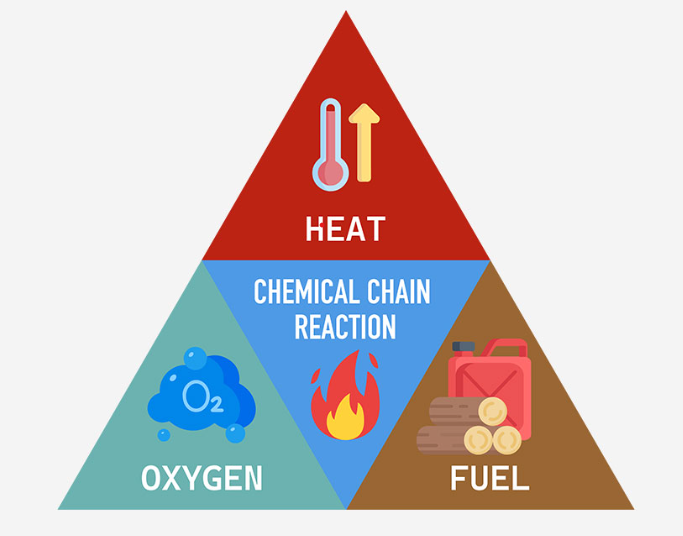 HEAT
CHEMICAL CHAIN
REACTION
O₂
OXYGEN
FUEL